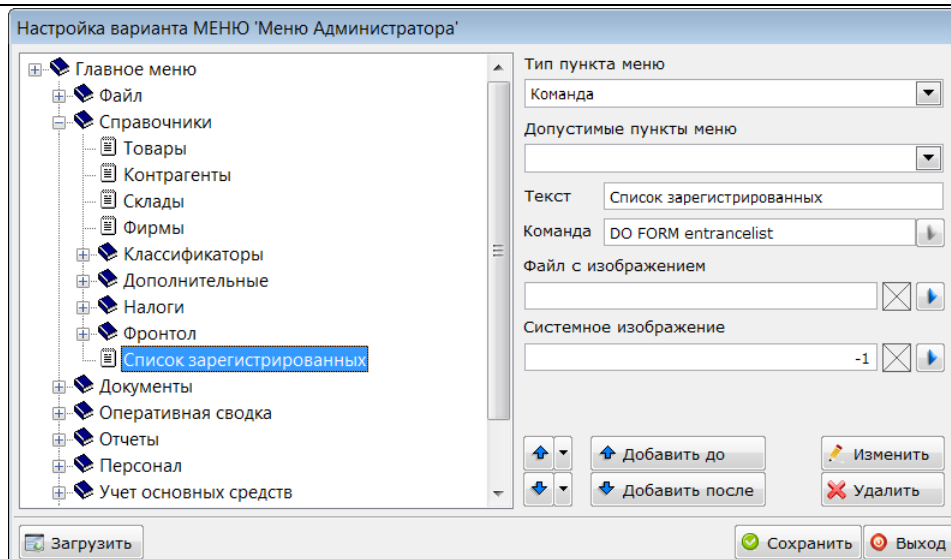 Настройка варианта МЕНЮ 'Меню Администратора'
Главное меню
Файл
Справочники
Товары
Контрагенты
Склады
Фирмы
Классификаторы
Дополнительные
Налоги
Фронтол
Список зарегистрированных
Документы
Оперативная сводка
Отчеты
Персонал
Учет основных средств
Тип пункта меню
Команда
Допустимые пункты меню
Текст Список зарегистрированных
Команда DO FORM entrancelist
Файл с изображением
Системное изображение
-1
Добавить до Изменить
Добавить после Удалить
Загрузить Сохранить Выход